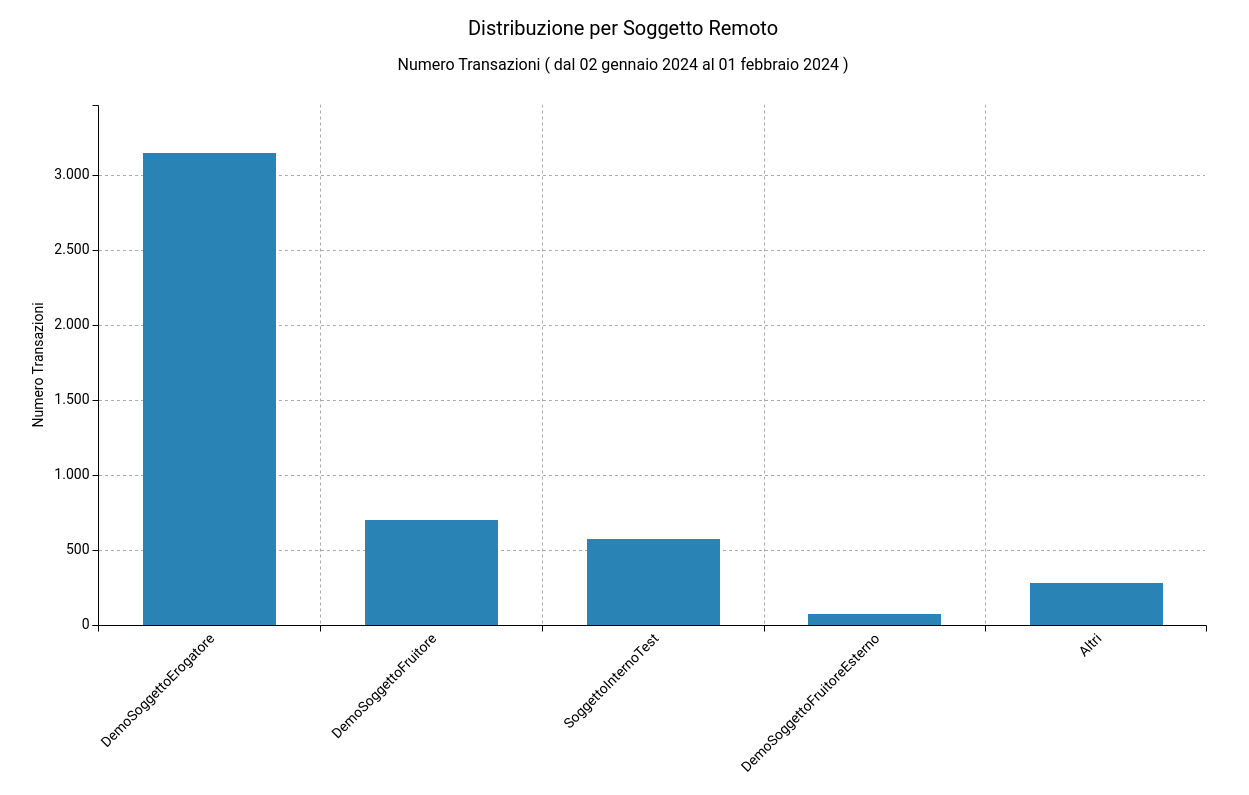 Distribuzione per Soggetto Remoto
Numero Transazioni ( dal 02 gennaio 2024 al 01 febbraio 2024 )
Numero Transazioni
3.000
2.500
2.000
1.500
1.000
500
0
DemoSoggettoErogatore
DemoSoggettoFruitore
SoggettoInternoTest
DemoSoggettoFruitoreEsterno
Altri